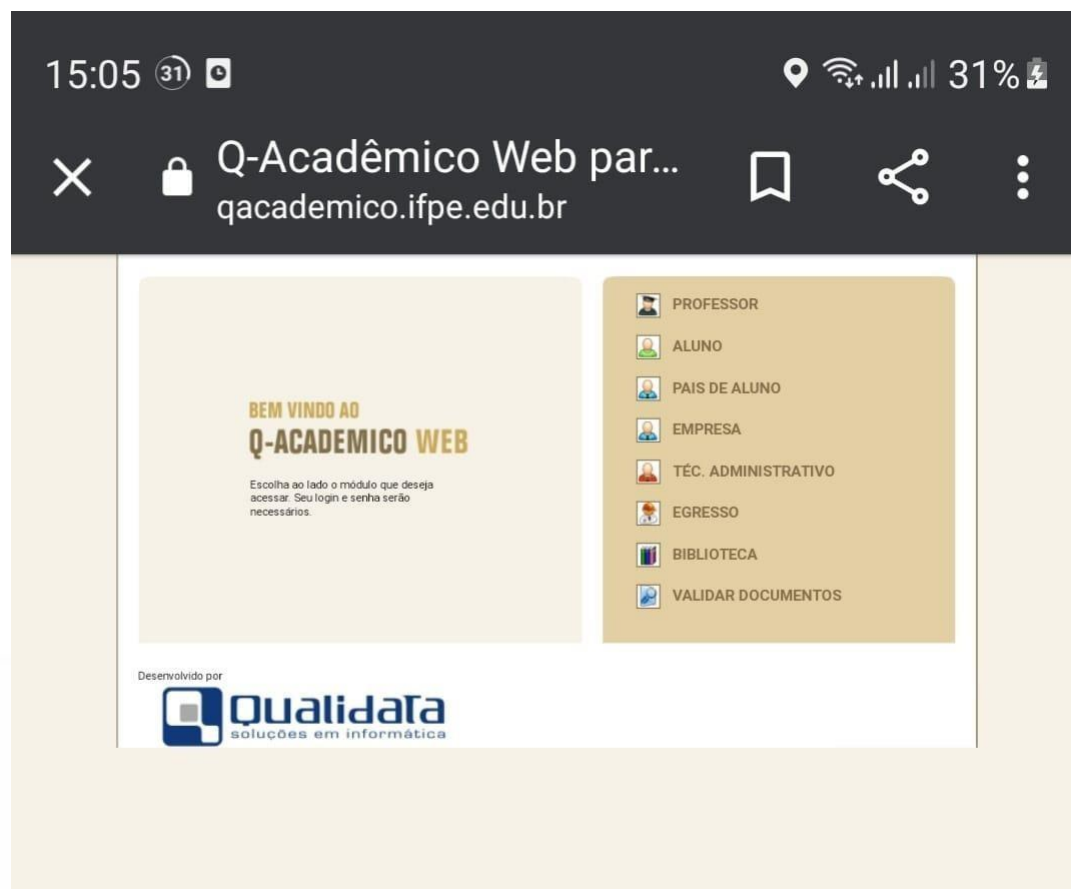 15:05 31 31%
Q-Acadêmico Web par...
qacademico.ifpe.edu.br
BEM VINDO AO
Q-ACADEMICO WEB
Escolha ao lado o módulo que deseja
acessar. Seu login e senha serão
necessários.
PROFESSOR
ALUNO
PAIS DE ALUNO
EMPRESA
TÉC. ADMINISTRATIVO
EGRESSO
BIBLIOTECA
VALIDAR DOCUMENTOS
Desenvolvido por
Qualidata
soluções em informática